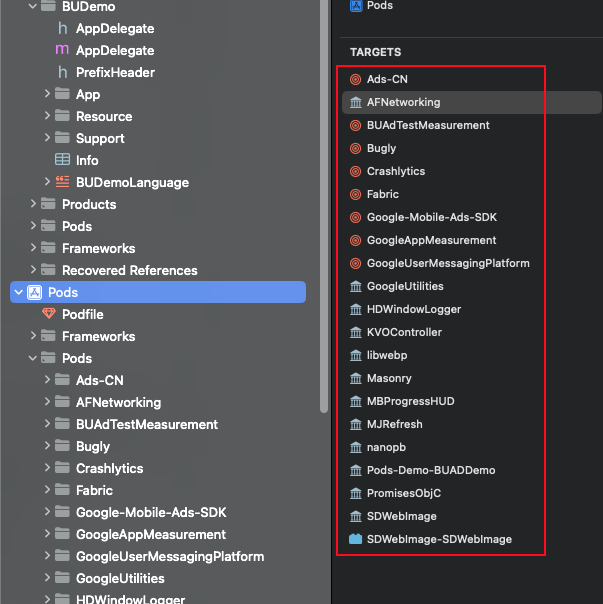 BUDemo
h AppDelegate
m AppDelegate
h PrefixHeader
App
Resource
Support
Info
BUDemoLanguage
Products
Pods
Frameworks
Recovered References
Pods
Podfile
Frameworks
Pods
Ads-CN
AFNetworking
BUAdTestMeasurement
Bugly
Crashlytics
Fabric
Google-Mobile-Ads-SDK
GoogleAppMeasurement
GoogleUserMessagingPlatform
GoogleUtilities
HDWindowLogger
Pods
TARGETS
Ads-CN
AFNetworking
BUAdTestMeasurement
Bugly
Crashlytics
Fabric
Google-Mobile-Ads-SDK
GoogleAppMeasurement
GoogleUserMessagingPlatform
GoogleUtilities
HDWindowLogger
KVOController
libwebp
Masonry
MBProgressHUD
MJRefresh
nanopb
Pods-Demo-BUADDemo
PromisesObjC
SDWebImage
SDWebImage-SDWebImage